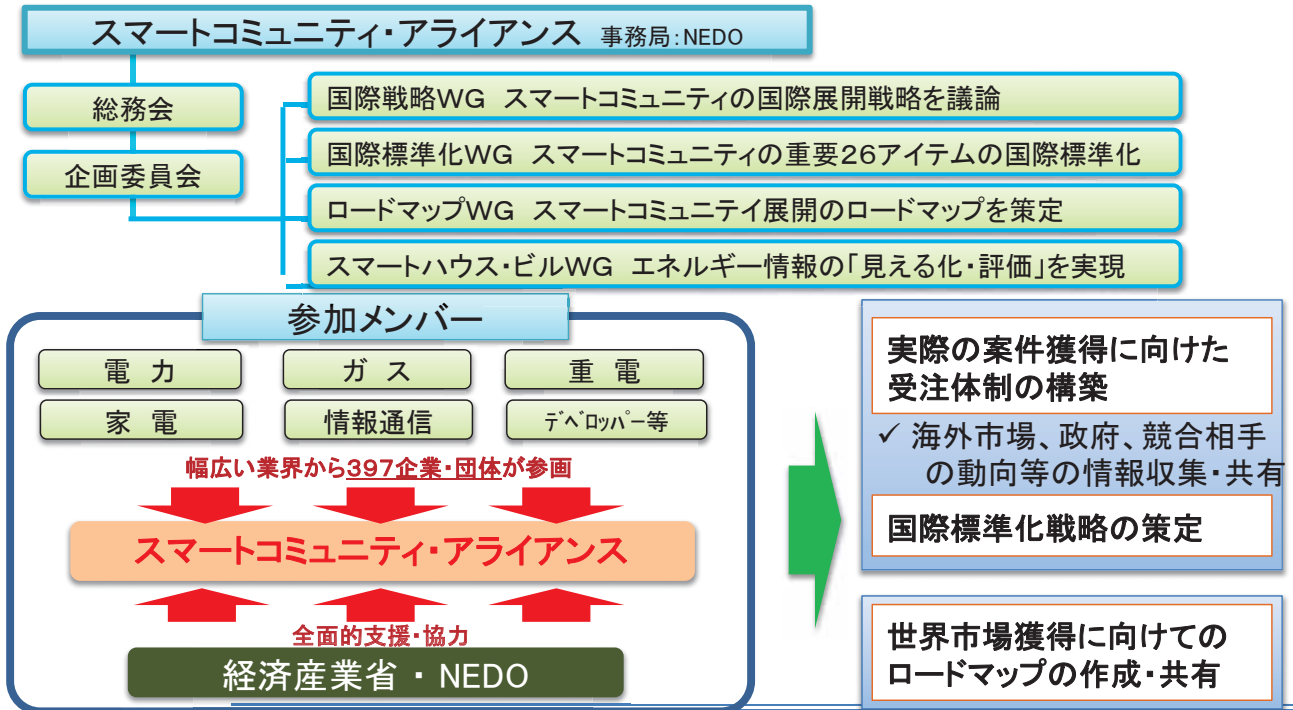 スマートコミュニティ・アライアンス 事務局:NEDO
総務会
企画委員会
国際戦略WG スマートコミュニティの国際展開戦略を議論
国際標準化WG スマートコミュニティの重要26アイテムの国際標準化
ロードマップWG スマートコミュニテイ展開のロードマップを策定
スマートハウス・ビルWG エネルギー情報の「見える化・評価」を実現
参加メンバー
電 力
ガ ス
重 電
家 電
情報通信
ﾃﾞﾍﾞﾛｯﾊﾟｰ等
幅広い業界から397企業・団体が参画
スマートコミュニティ・アライアンス
全面的支援・協力
経済産業省 ・ NEDO
実際の案件獲得に向けた
受注体制の構築
✓ 海外市場、政府、競合相手
の動向等の情報収集・共有
国際標準化戦略の策定
世界市場獲得に向けての
ロードマップの作成・共有